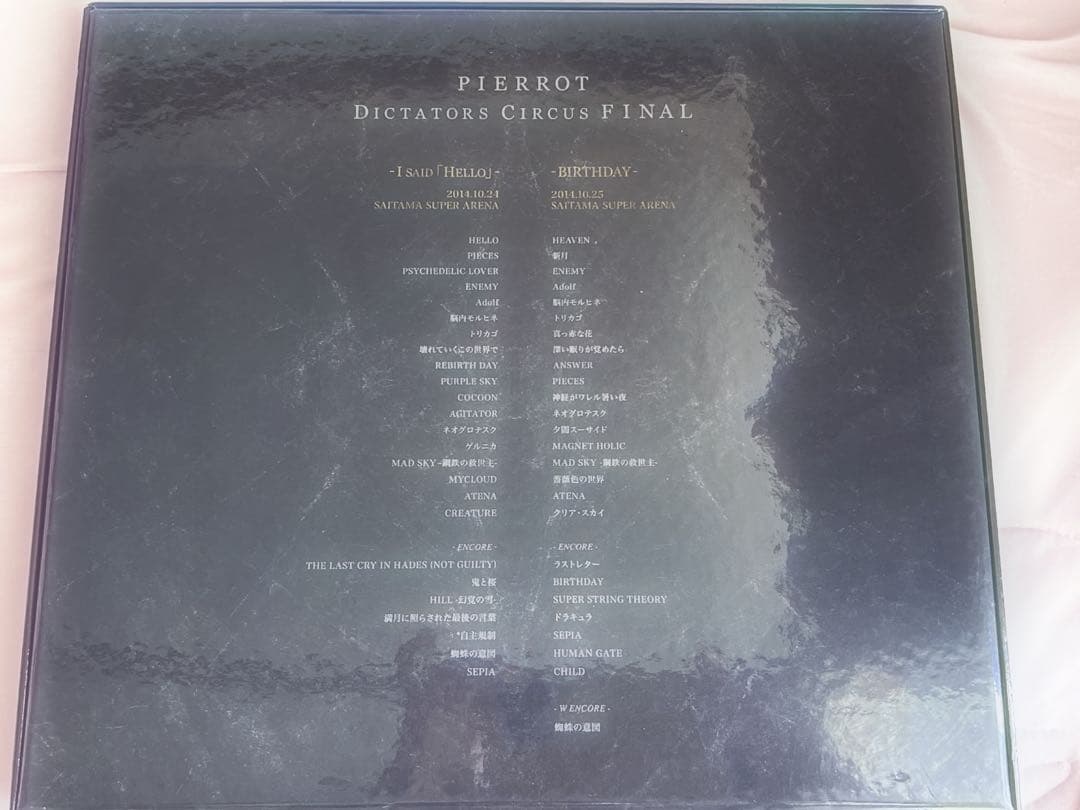 PIERROT
DICTATORS CIRCUS FINAL
-I SAID「HELLO」-
2014.10.24
SAITAMA SUPER ARENA
HELLO
PIECES
PSYCHEDELIC LOVER
ENEMY
Adolf
脳内モルヒネ
トリカゴ
壊れていくこの世界で
REBIRTH DAY
PURPLE SKY
COCOON
AGITATOR
ネオグロテスク
ゲルニカ
MAD SKY -鋼鉄の救世主-
MYCLOUD
ATENA
CREATURE
- ENCORE -
THE LAST CRY IN HADES (NOT GUILTY)
鬼と桜
HILL -幻覚の雪-
満月に照らされた最後の言葉
*自主規制
蜘蛛の意図
SEPIA
-BIRTHDAY-
2014.10.25
SAITAMA SUPER ARENA
HEAVEN
新月
ENEMY
Adolf
脳内モルヒネ
トリカゴ
真っ赤な花
深い眠りが覚めたら
ANSWER
PIECES
神経がワレル暑い夜
ネオグロテスク
夕闇スーサイド
MAGNET HOLIC
MAD SKY -鋼鉄の救世主-
薔薇色の世界
ATENA
クリア・スカイ
- ENCORE -
ラストレター
BIRTHDAY
SUPER STRING THEORY
ドラキュラ
SEPIA
HUMAN GATE
CHILD
- W ENCORE -
蜘蛛の意図